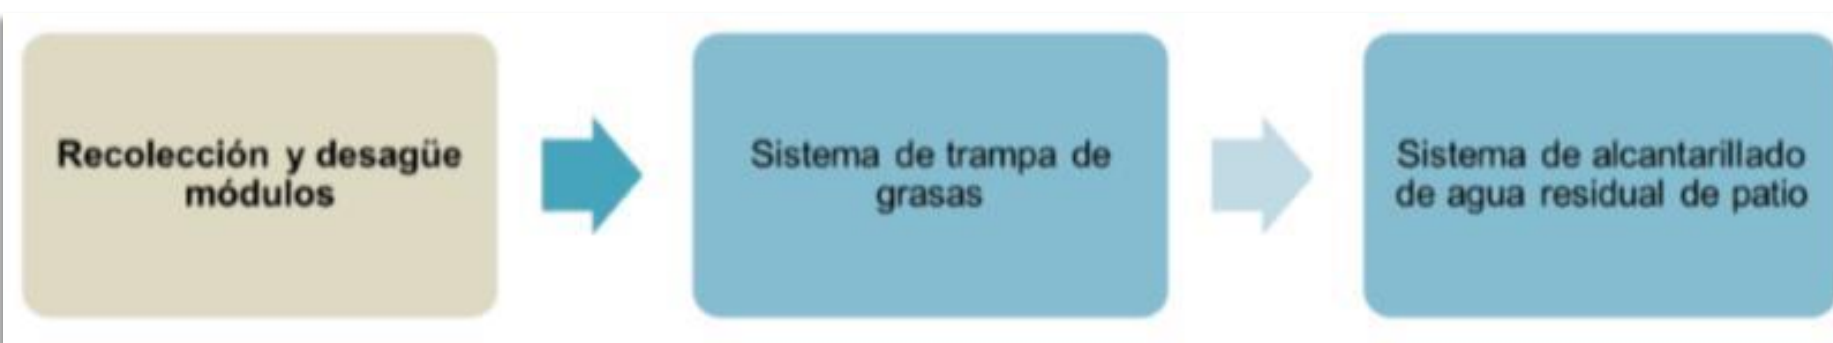 Recolección y desagüe
módulos
Sistema de trampa de
grasas
Sistema de alcantarillado
de agua residual de patio